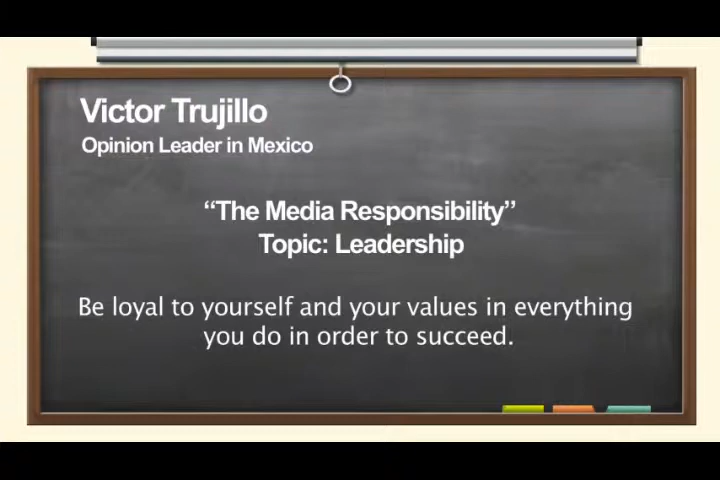 Victor Trujillo
Opinion Leader in Mexico
“The Media Responsibility”
Topic: Leadership
Be loyal to yourself and your values in everything
you do in order to succeed.